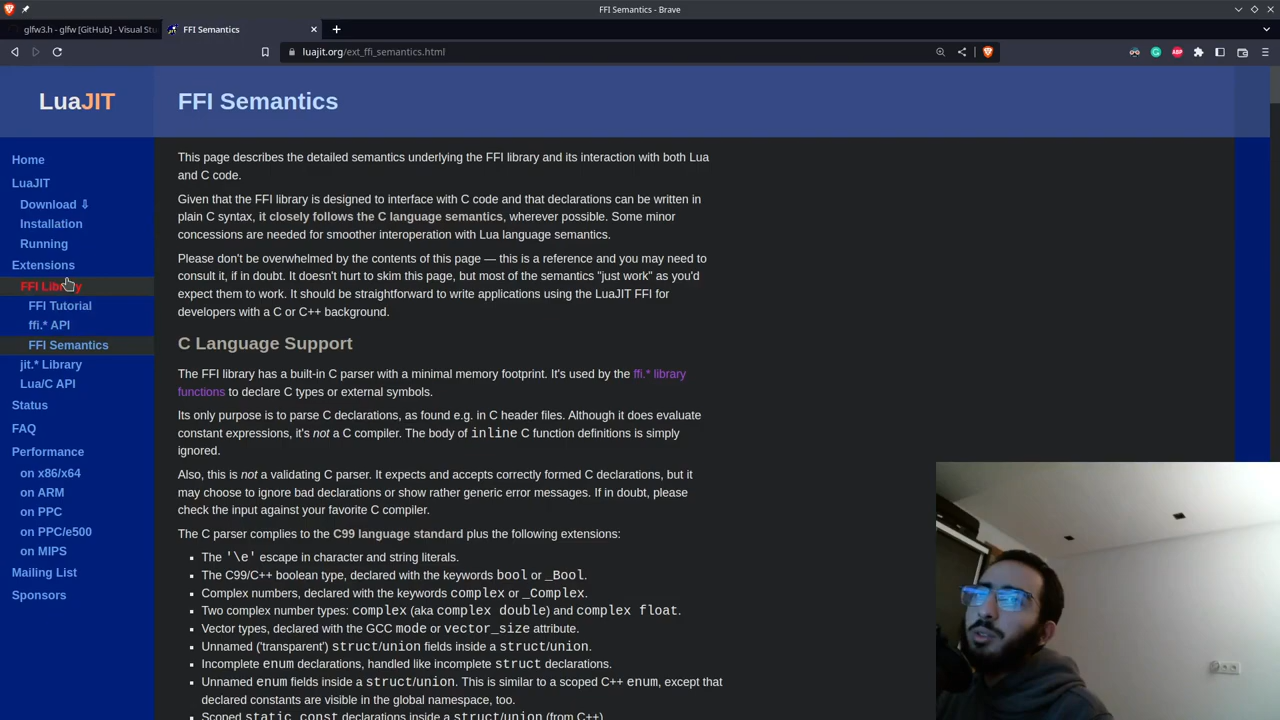 FFI Semantics - Brave
glfw3.h - glfw [GitHub] - Visual Stu
FFI Semantics
luajit.org/ext_ffi_semantics.html
LuaJIT
FFI Semantics
Home
LuaJIT
Download ⇩
Installation
Running
Extensions
FFI Library
FFI Tutorial
ffi.* API
FFI Semantics
jit.* Library
Lua/C API
Status
FAQ
Performance
on x86/x64
on ARM
on PPC
on PPC/e500
on MIPS
Mailing List
Sponsors
This page describes the detailed semantics underlying the FFI library and its interaction with both Lua
and C code.
Given that the FFI library is designed to interface with C code and that declarations can be written in
plain C syntax, it closely follows the C language semantics, wherever possible. Some minor
concessions are needed for smoother interoperation with Lua language semantics.
Please don't be overwhelmed by the contents of this page — this is a reference and you may need to
consult it, if in doubt. It doesn't hurt to skim this page, but most of the semantics "just work" as you'd
expect them to work. It should be straightforward to write applications using the LuaJIT FFI for
developers with a C or C++ background.
C Language Support
The FFI library has a built-in C parser with a minimal memory footprint. It's used by the ffi.* library
functions to declare C types or external symbols.
Its only purpose is to parse C declarations, as found e.g. in C header files. Although it does evaluate
constant expressions, it's not a C compiler. The body of inline C function definitions is simply
ignored.
Also, this is not a validating C parser. It expects and accepts correctly formed C declarations, but it
may choose to ignore bad declarations or show rather generic error messages. If in doubt, please
check the input against your favorite C compiler.
The C parser complies to the C99 language standard plus the following extensions:
▪ The '\e' escape in character and string literals.
▪ The C99/C++ boolean type, declared with the keywords bool or _Bool.
▪ Complex numbers, declared with the keywords complex or _Complex.
▪ Two complex number types: complex (aka complex double) and complex float.
▪ Vector types, declared with the GCC mode or vector_size attribute.
▪ Unnamed ('transparent') struct/union fields inside a struct/union.
▪ Incomplete enum declarations, handled like incomplete struct declarations.
▪ Unnamed enum fields inside a struct/union. This is similar to a scoped C++ enum, except that
declared constants are visible in the global namespace, too.
▪ Scoped static const declarations inside a struct/union (from C++).
ABP